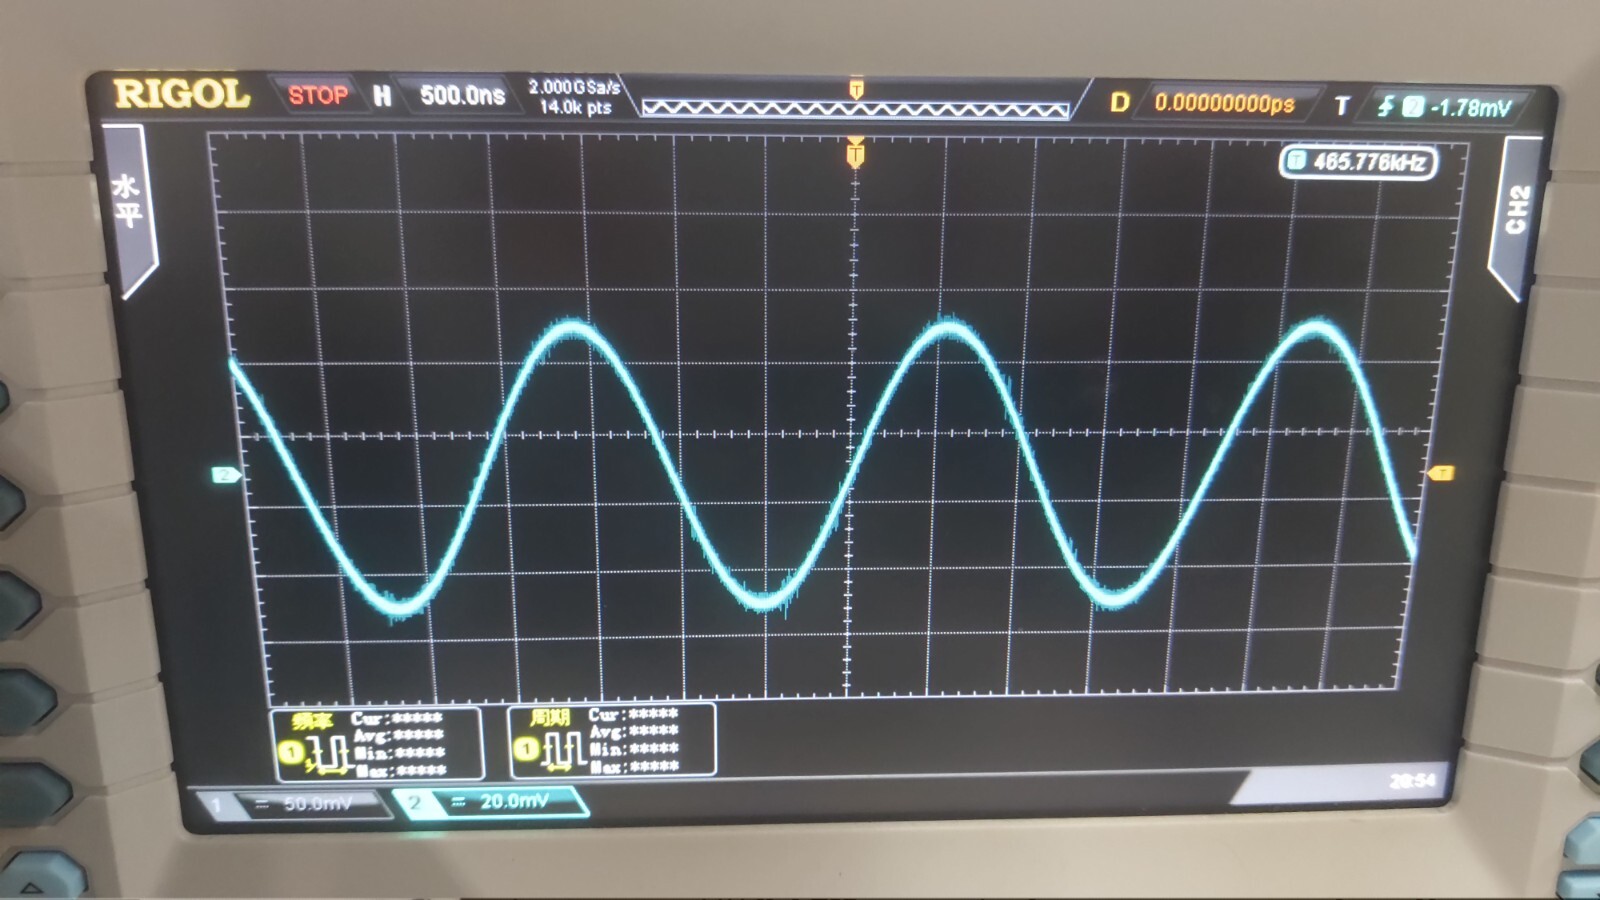 RIGOL STOP H 500.0ns 2.000GSa/s 14.0k pts T D 0.00000000ps T 2 -1.78mV
水平
T
T 465.776kHz
CH2
2
T
频率 Cur:*****
Avg:*****
1 Min:*****
Max:*****
周期 Cur:*****
Avg:*****
1 Min:*****
Max:*****
1 50.0mV 2 20.0mV
20:54